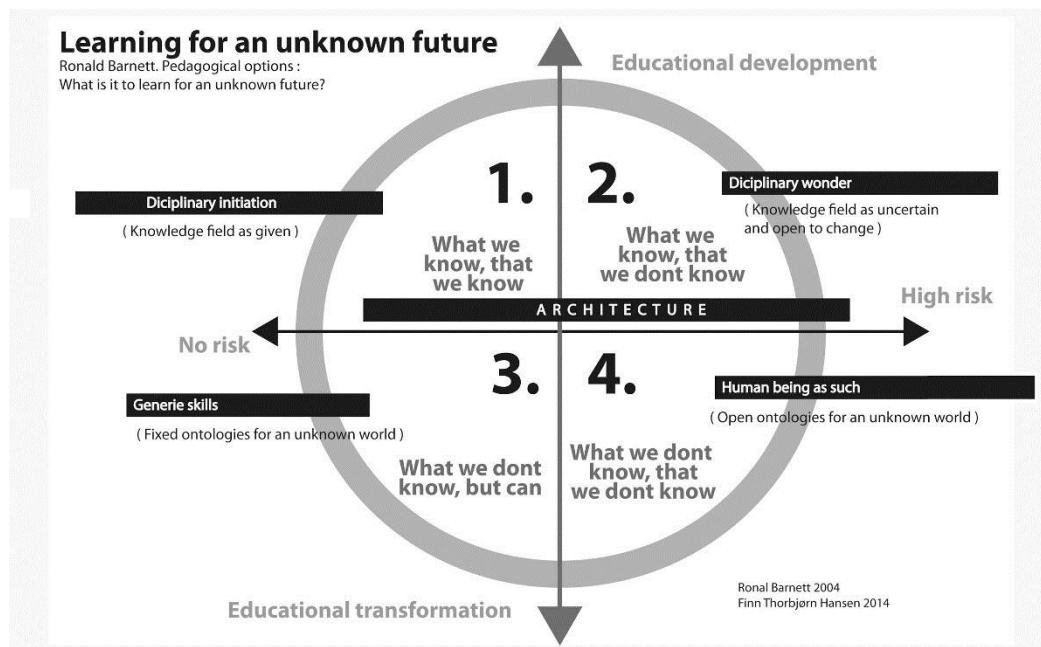 Learning for an unknown future
Ronald Barnett. Pedagogical options :
What is it to learn for an unknown future?
Educational development
1.
2.
Diciplinary initiation
( Knowledge field as given )
Diciplinary wonder
( Knowledge field as uncertain
and open to change )
What we
know, that
we know
What we
know, that
we dont know
ARCHITECTURE
High risk
No risk
3.
4.
Generie skills
( Fixed ontologies for an unknown world )
Human being as such
( Open ontologies for an unknown world )
What we dont
know, but can
What we dont
know, that
we dont know
Educational transformation
Ronal Barnett 2004
Finn Thorbjørn Hansen 2014